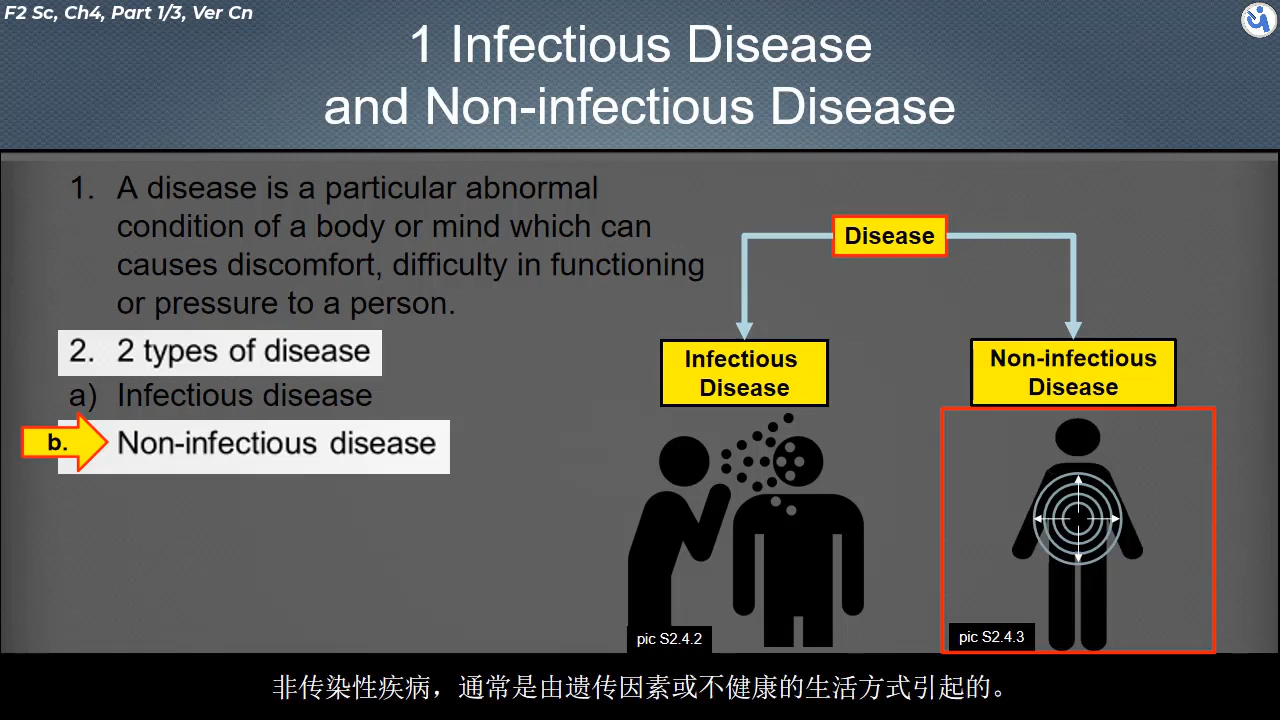 F2 Sc, Ch4, Part 1/3, Ver Cn
1 Infectious Disease
and Non-infectious Disease
1. A disease is a particular abnormal
condition of a body or mind which can
causes discomfort, difficulty in functioning
or pressure to a person.
2. 2 types of disease
a) Infectious disease
b. Non-infectious disease
Disease
Infectious
Disease
Non-infectious
Disease
pic S2.4.2
pic S2.4.3
非传染性疾病，通常是由遗传因素或不健康的生活方式引起的。